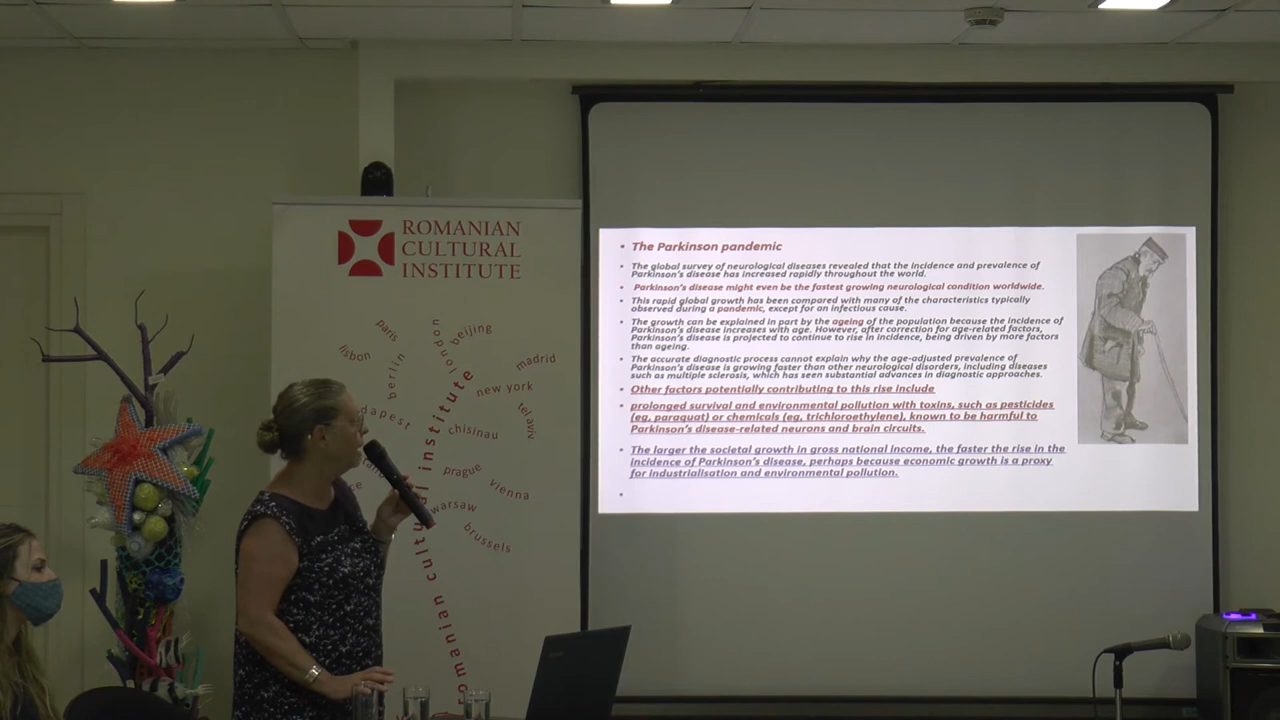 ROMANIAN
CULTURAL
INSTITUTE
paris
lisbon
berlin
london
beijing
madrid
new york
tel aviv
chisinau
prague
vienna
warsaw
brussels
romanian cultural institute
• The Parkinson pandemic
• The global survey of neurological diseases revealed that the incidence and prevalence of
Parkinson's disease has increased rapidly throughout the world.
• Parkinson's disease might even be the fastest growing neurological condition worldwide.
• This rapid global growth has been compared with many of the characteristics typically
observed during a pandemic, except for an infectious cause.
• The growth can be explained in part by the ageing of the population because the incidence of
Parkinson's disease increases with age. However, after correction for age-related factors,
Parkinson's disease is projected to continue to rise in incidence, being driven by more factors
than ageing.
• The accurate diagnostic process cannot explain why the age-adjusted prevalence of
Parkinson's disease is growing faster than other neurological disorders, including diseases
such as multiple sclerosis, which has seen substantial advances in diagnostic approaches.
• Other factors potentially contributing to this rise include
• prolonged survival and environmental pollution with toxins, such as pesticides
(eg, paraquat) or chemicals (eg, trichloroethylene), known to be harmful to
Parkinson's disease-related neurons and brain circuits.
• The larger the societal growth in gross national income, the faster the rise in the
incidence of Parkinson's disease, perhaps because economic growth is a proxy
for industrialisation and environmental pollution.
•